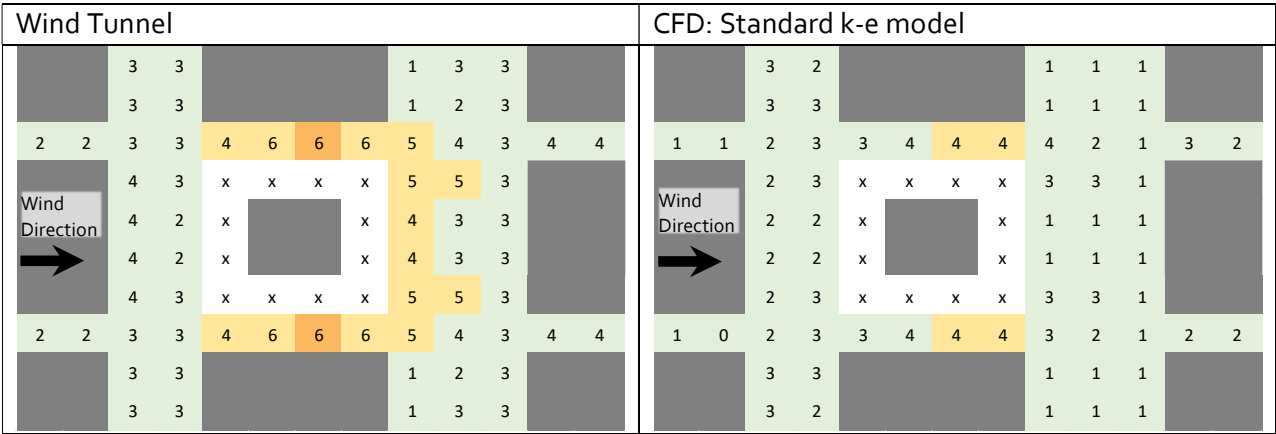 Wind Tunnel
3 3 1 3 3
3 3 1 2 3
2 2 3 3 4 6 6 6 5 4 3 4 4
4 3 x x x x 5 5 3
Wind
Direction
4 2 x x 4 3 3
4 2 x x 4 3 3
4 3 x x x x 5 5 3
2 2 3 3 4 6 6 6 5 4 3 4 4
3 3 1 2 3
3 3 1 3 3
CFD: Standard k-e model
3 2 1 1 1
3 3 1 1 1
1 1 2 3 3 4 4 4 4 2 1 3 2
2 3 x x x x 3 3 1
Wind
Direction
2 2 x x 1 1 1
2 2 x x 1 1 1
2 3 x x x x 3 3 1
1 0 2 3 3 4 4 4 3 2 1 2 2
3 3 1 1 1
3 2 1 1 1